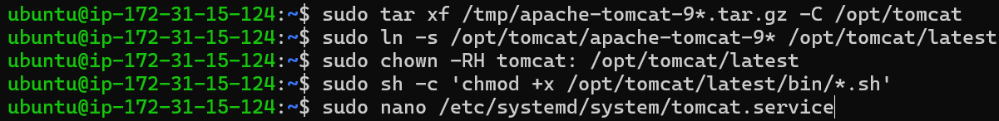 ubuntu@ip-172-31-15-124:~$ sudo tar xf /tmp/apache-tomcat-9*.tar.gz -C /opt/tomcat
ubuntu@ip-172-31-15-124:~$ sudo ln -s /opt/tomcat/apache-tomcat-9* /opt/tomcat/latest
ubuntu@ip-172-31-15-124:~$ sudo chown -RH tomcat: /opt/tomcat/latest
ubuntu@ip-172-31-15-124:~$ sudo sh -c 'chmod +x /opt/tomcat/latest/bin/*.sh'
ubuntu@ip-172-31-15-124:~$ sudo nano /etc/systemd/system/tomcat.service